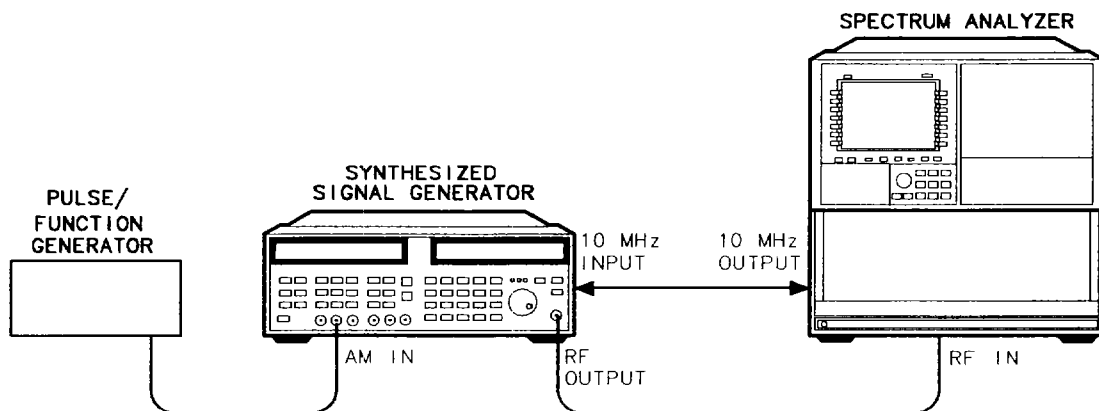 SPECTRUM ANALYZER
SYNTHESIZED
SIGNAL GENERATOR
PULSE/
FUNCTION
GENERATOR
10 MHz
INPUT
10 MHz
OUTPUT
AM IN
RF
OUTPUT
RF IN